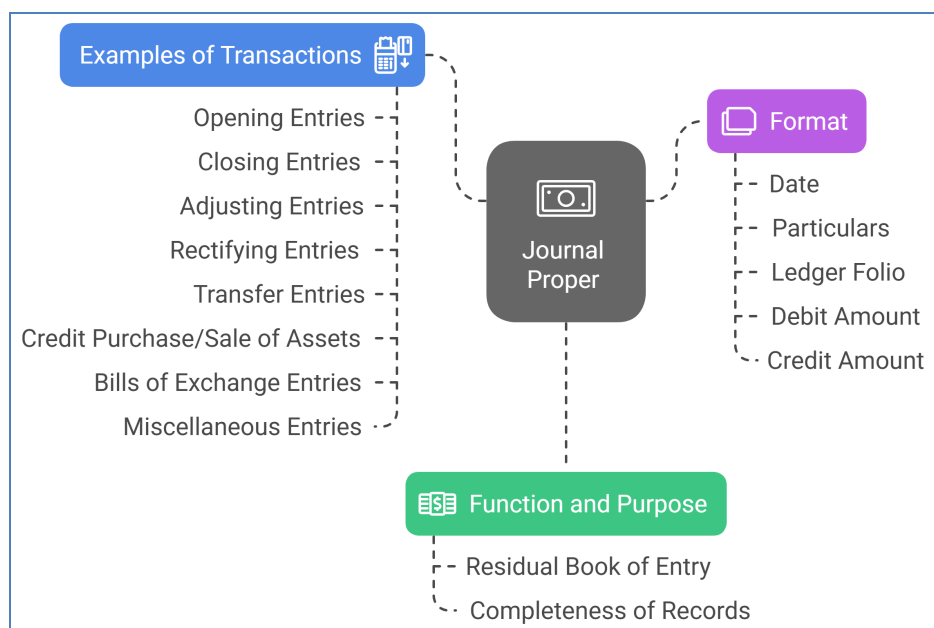 Examples of Transactions
Opening Entries
Closing Entries
Adjusting Entries
Rectifying Entries
Transfer Entries
Credit Purchase/Sale of Assets
Bills of Exchange Entries
Miscellaneous Entries
Journal
Proper
Format
Date
Particulars
Ledger Folio
Debit Amount
Credit Amount
Function and Purpose
Residual Book of Entry
Completeness of Records